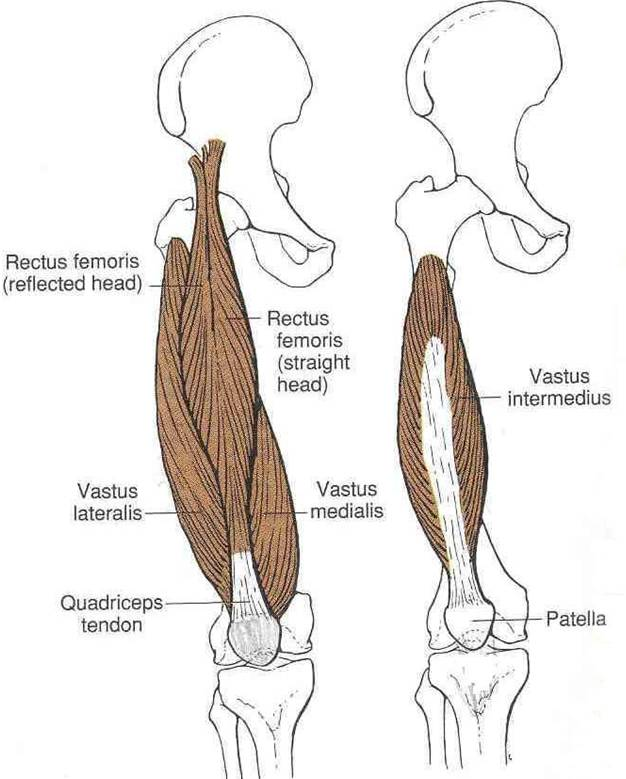 Rectus femoris
(reflected head)
Rectus
femoris
(straight
head)
Vastus
lateralis
Vastus
medialis
Quadriceps
tendon
Vastus
intermedius
Patella